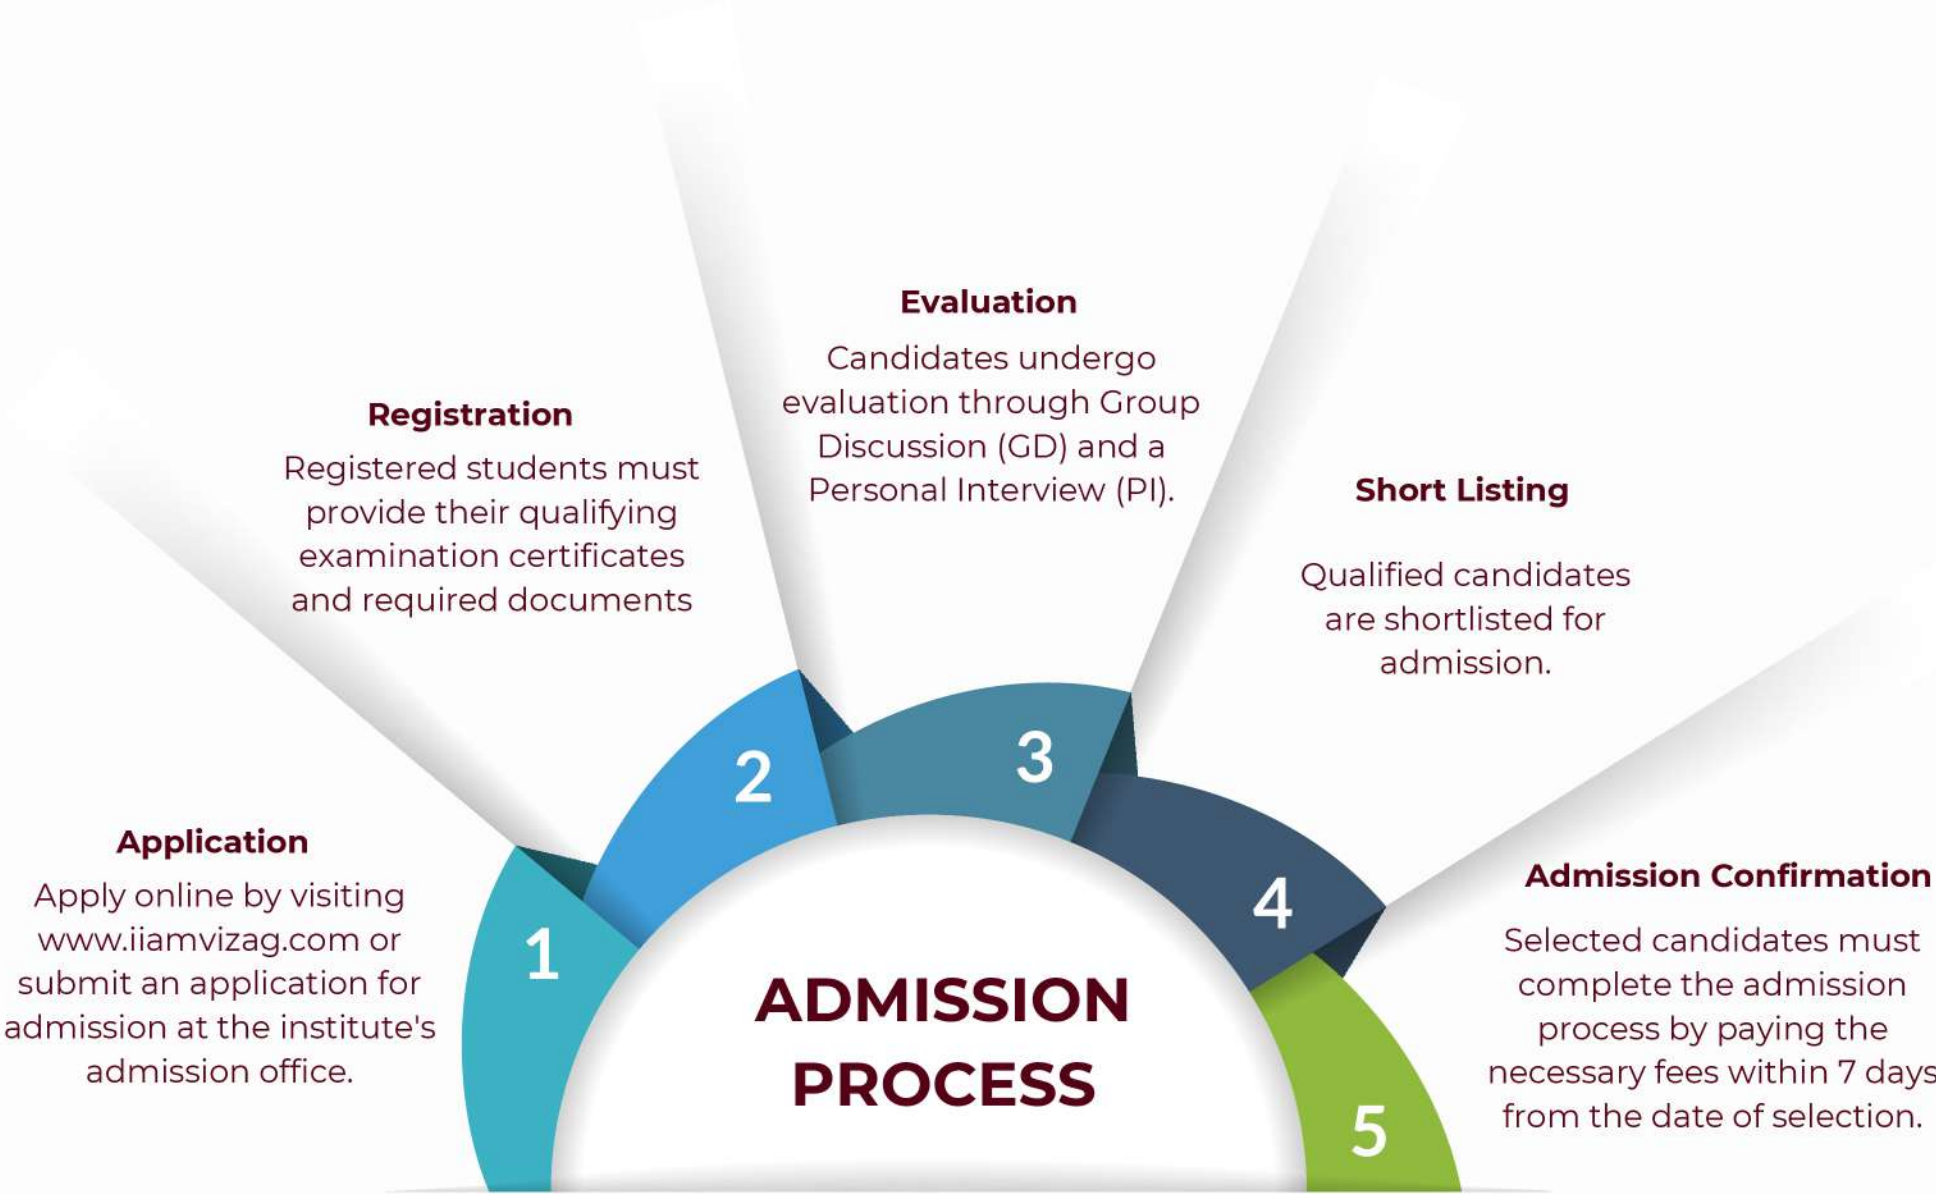 Application
Apply online by visiting
www.iiamvizag.com or
submit an application for
admission at the institute's
admission office.
1
Registration
Registered students must
provide their qualifying
examination certificates
and required documents
2
Evaluation
Candidates undergo
evaluation through Group
Discussion (GD) and a
Personal Interview (PI).
3
Short Listing
Qualified candidates
are shortlisted for
admission.
4
Admission Confirmation
Selected candidates must
complete the admission
process by paying the
necessary fees within 7 days
from the date of selection.
5
ADMISSION
PROCESS